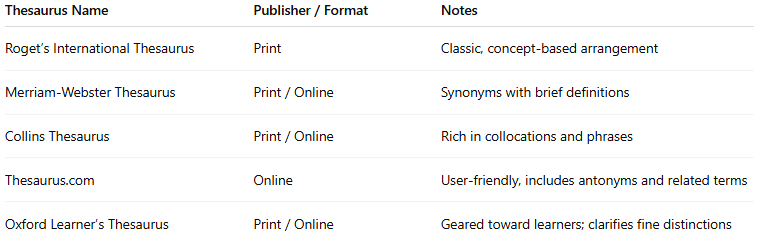 Thesaurus Name Publisher / Format Notes
Roget’s International Thesaurus Print Classic, concept-based arrangement
Merriam-Webster Thesaurus Print / Online Synonyms with brief definitions
Collins Thesaurus Print / Online Rich in collocations and phrases
Thesaurus.com Online User-friendly, includes antonyms and related terms
Oxford Learner’s Thesaurus Print / Online Geared toward learners; clarifies fine distinctions